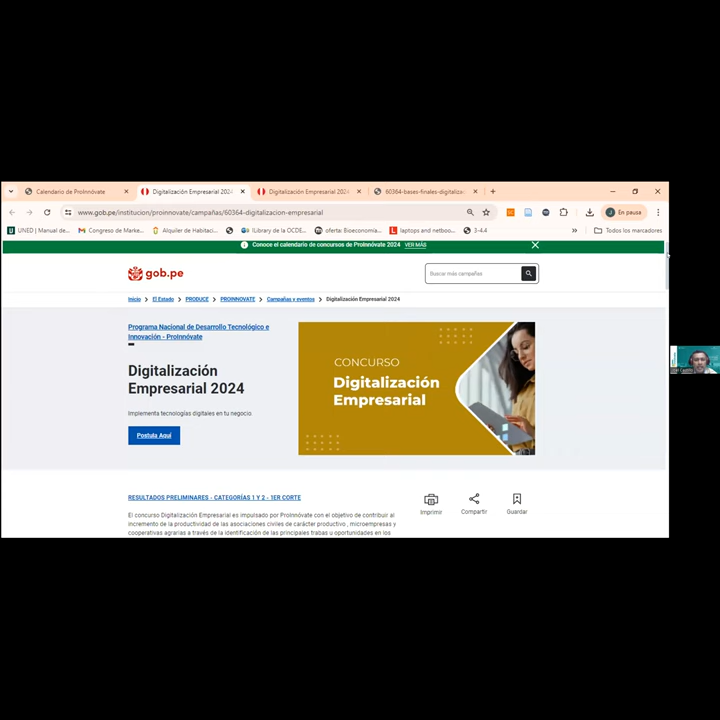 Calendario de ProInnóvate
Digitalización Empresarial 2024
Digitalización Empresarial 2024
60364-bases-finales-digitaliza
www.gob.pe/institucion/proinnovate/campañas/60364-digitalizacion-empresarial
En pausa
UNED | Manual de...
Congreso de Marke...
Alquiler de Habitaci...
iLibrary de la OCDE...
oferta: Bioeconomía...
laptops and netboo...
3-4.4
Todos los marcadores
Conoce el calendario de concursos de ProInnóvate 2024 VER MÁS
gob.pe
Buscar más campañas
Inicio > El Estado > PRODUCE > PROINNOVATE > Campañas y eventos > Digitalización Empresarial 2024
Programa Nacional de Desarrollo Tecnológico e
Innovación - ProInnóvate
Digitalización
Empresarial 2024
Implementa tecnologías digitales en tu negocio.
Postula Aquí
CONCURSO
Digitalización
Empresarial
RESULTADOS PRELIMINARES - CATEGORÍAS 1 Y 2 - 1ER CORTE
El concurso Digitalización Empresarial es impulsado por ProInnóvate con el objetivo de contribuir al
incremento de la productividad de las asociaciones civiles de carácter productivo , microempresas y
cooperativas agrarias a través de la identificación de las principales trabas u oportunidades en los
Imprimir
Compartir
Guardar